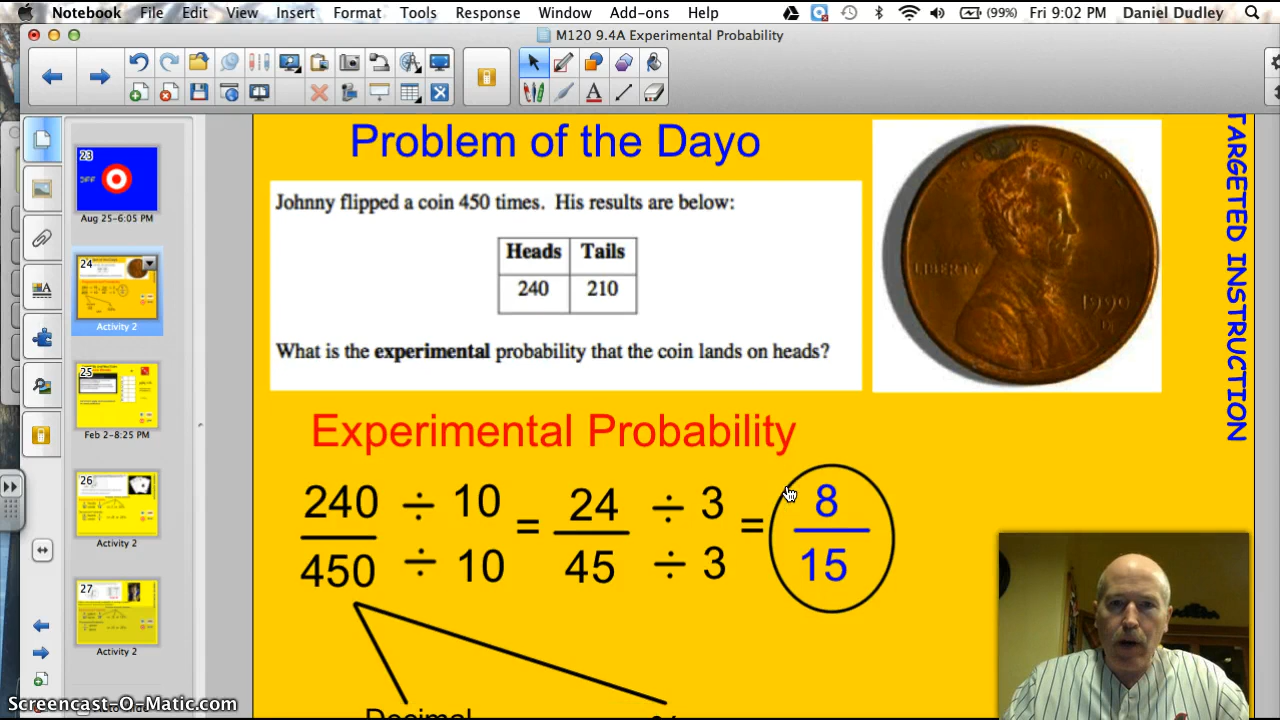 Notebook File Edit View Insert Format Tools Response Window Add-ons Help (99%) Fri 9:02 PM Daniel Dudley
M120 9.4A Experimental Probability
23
OFF
Aug 25-6:05 PM
24
Activity 2
25
Feb 2-8:25 PM
26
Activity 2
27
Activity 2
Problem of the Dayo
Johnny flipped a coin 450 times. His results are below:
Heads Tails
240 210
What is the experimental probability that the coin lands on heads?
LIBERTY
1990
D
TARGETED INSTRUCTION
Experimental Probability
240 ÷ 10 = 24 ÷ 3 = 8
450 ÷ 10 45 ÷ 3 15
Decimal
Screencast-O-Matic.com